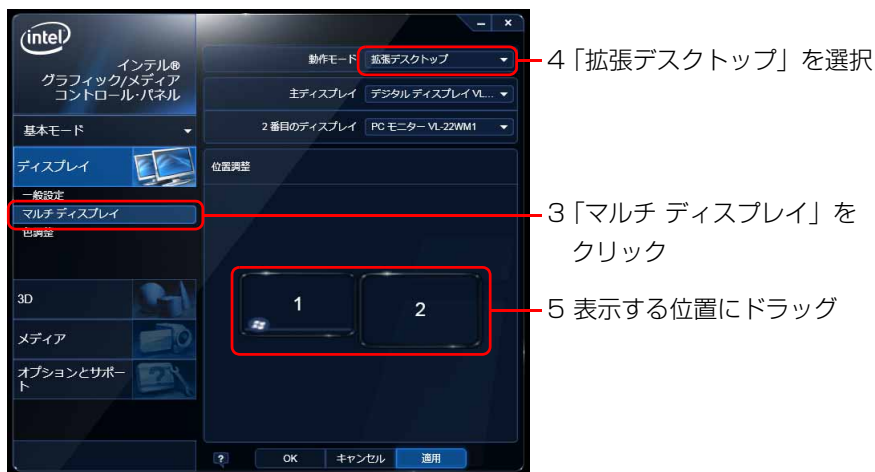 intel
インテル®
グラフィック/メディア
コントロール・パネル
基本モード
ディスプレイ
一般設定
マルチ ディスプレイ
色調整
3D
メディア
オプションとサポー
ト
動作モード 拡張デスクトップ
主ディスプレイ デジタル ディスプレイ VL...
2 番目のディスプレイ PC モニター VL-22WM1
位置調整
1
2
? OK キャンセル 適用
4「拡張デスクトップ」を選択
3「マルチ ディスプレイ」を
クリック
5 表示する位置にドラッグ